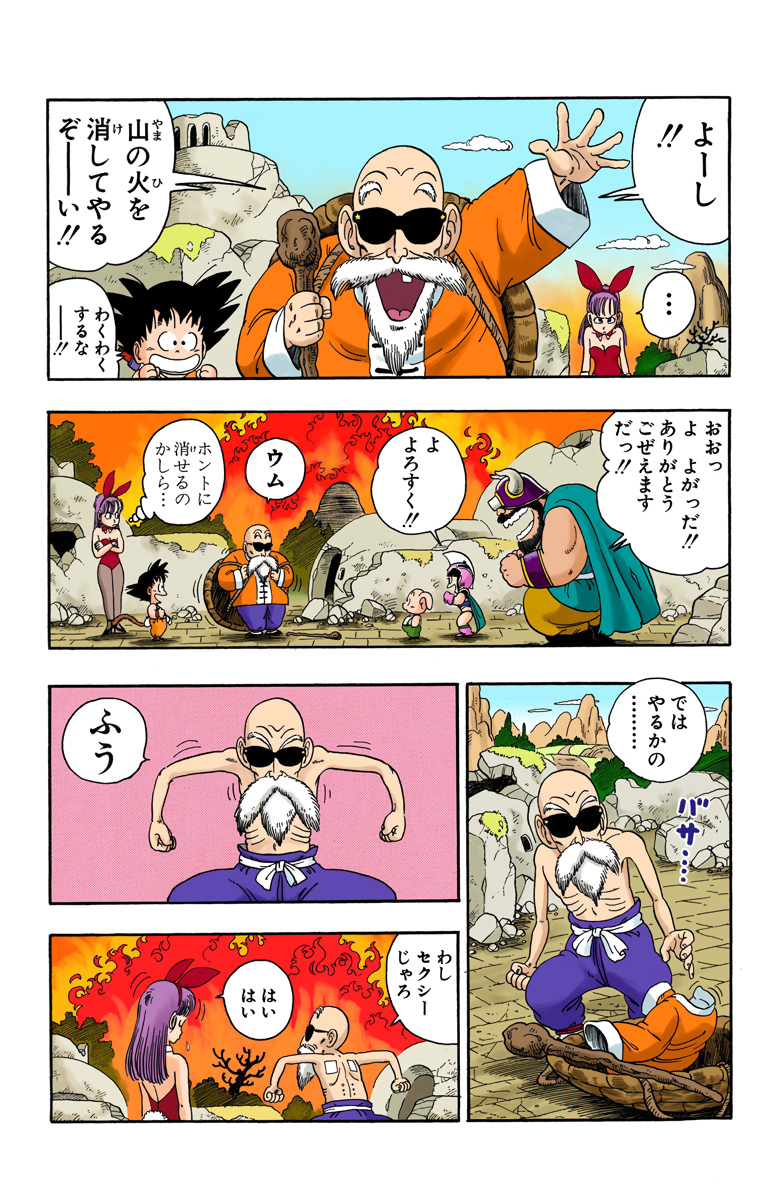 よーし
!!
山の火を
消してやる
ぞーーい!!
…
わくわく
するな
ーー!!
おおっ
よ よがっだ!!
ありがとう
ごぜえます
だっ!!
よ
よろすく!!
ウム
ホントに
消せるの
かしら…
では
やるかの
…………
バサ……
ふう
わし
セクシー
じゃろ
はい
はい